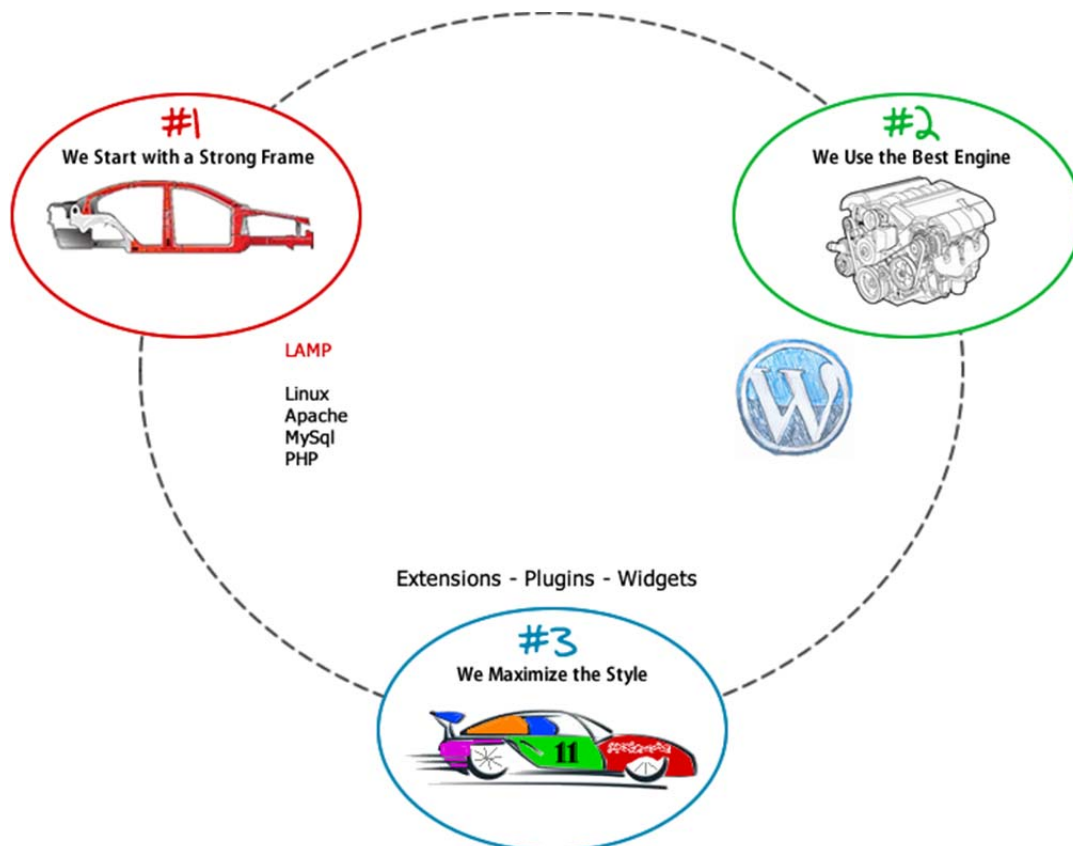 #1
We Start with a Strong Frame
#2
We Use the Best Engine
LAMP
Linux
Apache
MySql
PHP
W
Extensions - Plugins - Widgets
#3
We Maximize the Style
11